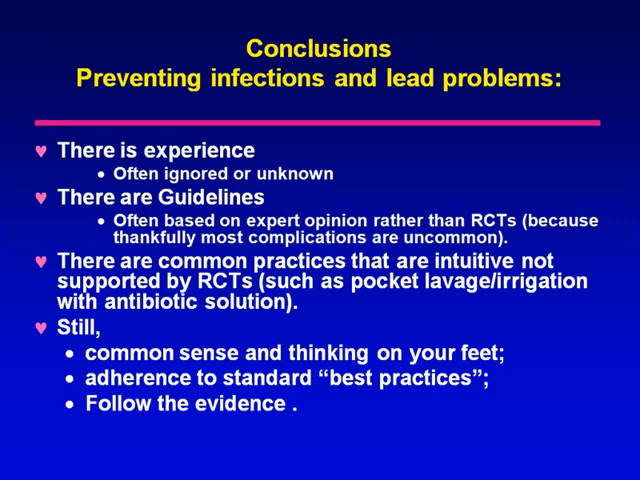 Conclusions
Preventing infections and lead problems:
♥ There is experience
• Often ignored or unknown
♥ There are Guidelines
• Often based on expert opinion rather than RCTs (because
thankfully most complications are uncommon).
♥ There are common practices that are intuitive not
supported by RCTs (such as pocket lavage/irrigation
with antibiotic solution).
♥ Still,
• common sense and thinking on your feet;
• adherence to standard “best practices”;
• Follow the evidence .